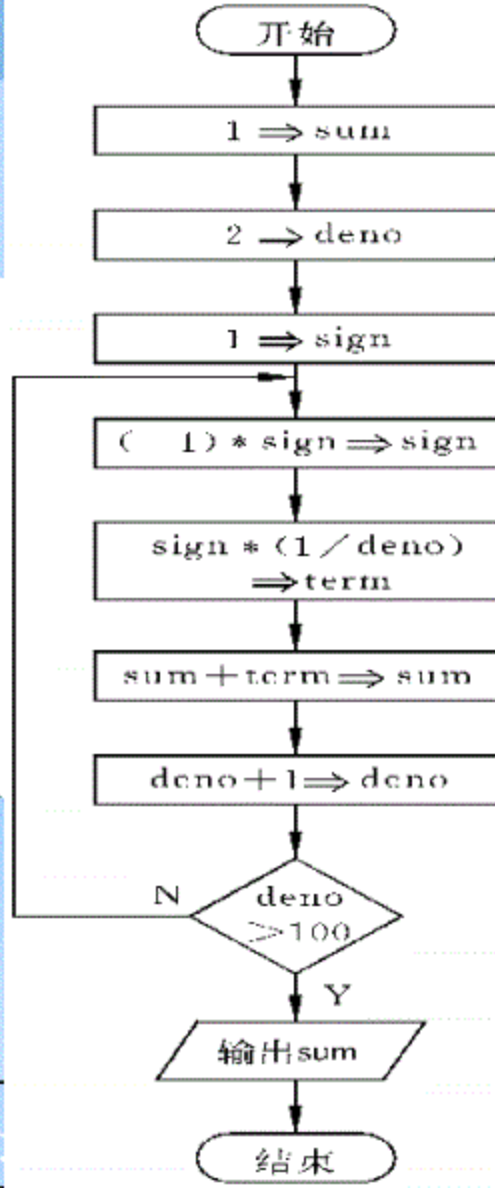 开始
1 ⇒ sum
2 ⇒ deno
1 ⇒ sign
( 1) * sign ⇒ sign
sign * (1/deno)
⇒ term
sum+term ⇒ sum
deno+1 ⇒ deno
N
deno
>100
Y
输出sum
结束